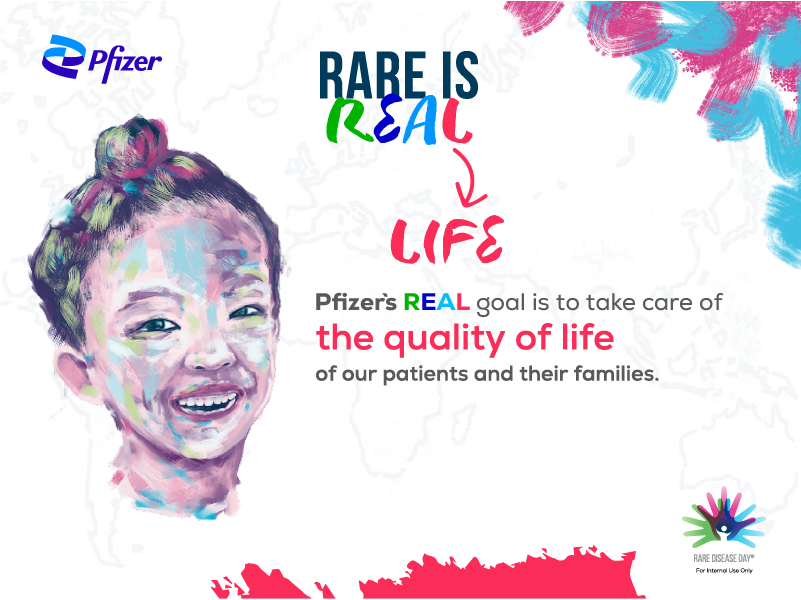 Pfizer
RARE IS
REAL
LIFE
Pfizer`s REAL goal is to take care of
the quality of life
of our patients and their families.
RARE DISEASE DAY®
For Internal Use Only